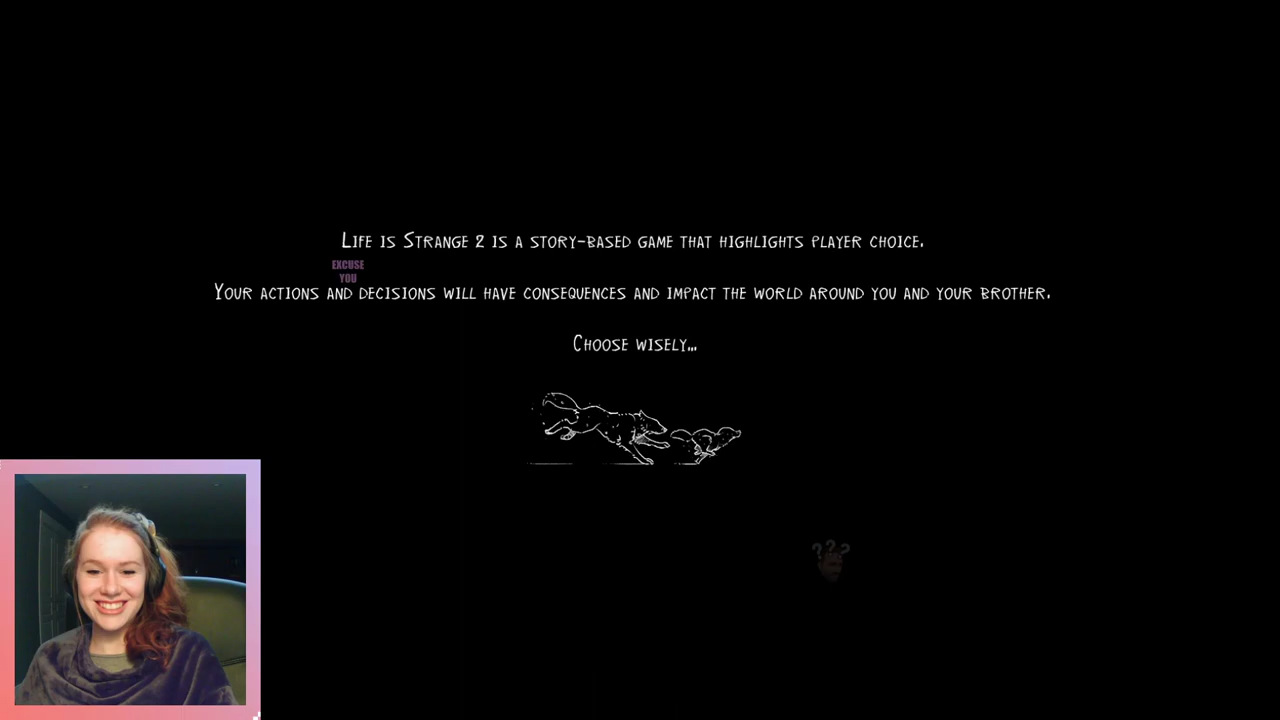 Life is Strange 2 is a story-based game that highlights player choice.
EXCUSE
YOU
Your actions and decisions will have consequences and impact the world around you and your brother.
Choose wisely...
???